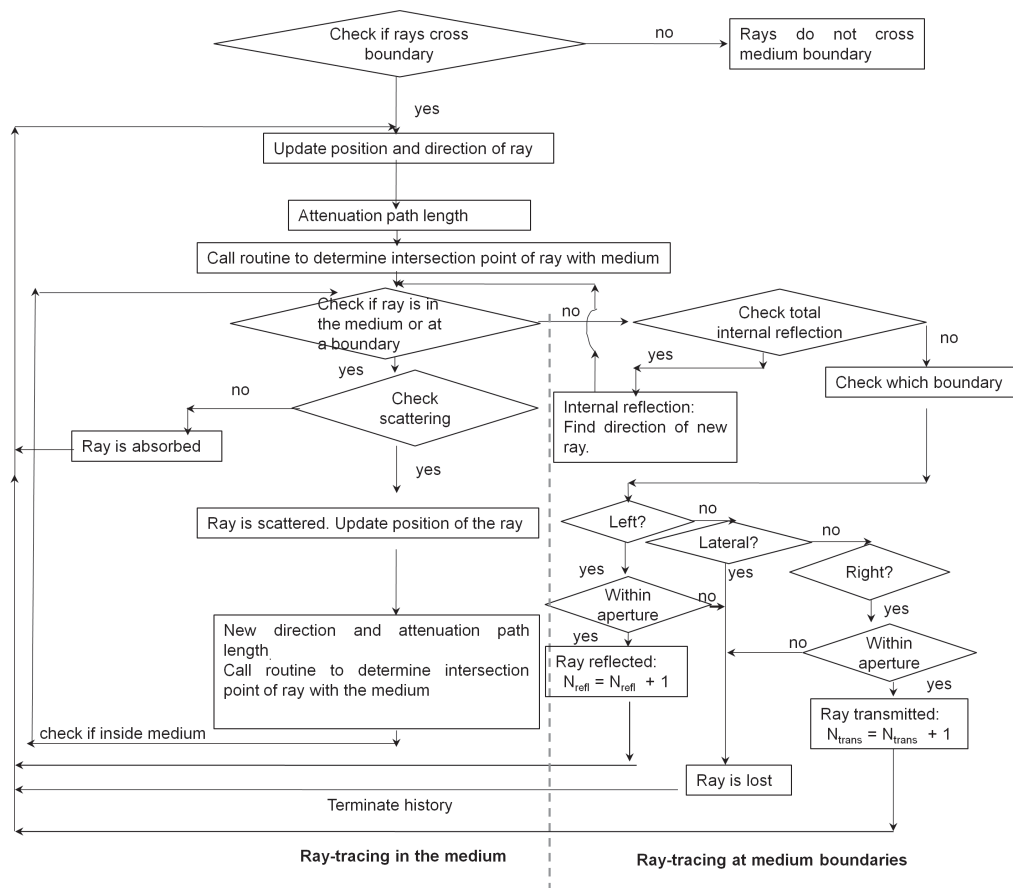 Check if rays cross
boundary
no
Rays do not cross
medium boundary
yes
Update position and direction of ray
Attenuation path length
Call routine to determine intersection point of ray with medium
Check if ray is in
the medium or at
a boundary
no
Check total
internal reflection
yes
no
yes
Check which boundary
no
Check
scattering
Internal reflection:
Find direction of new
ray.
Ray is absorbed
yes
Ray is scattered. Update position of the ray
Left?
no
Lateral?
no
Right?
yes
yes
Within
aperture
no
yes
yes
New direction and attenuation path
length
Call routine to determine intersection
point of ray with the medium
Ray reflected:
Nrefl = Nrefl + 1
no
Within
aperture
yes
Ray transmitted:
Ntrans = Ntrans + 1
check if inside medium
Ray is lost
Terminate history
Ray-tracing in the medium
Ray-tracing at medium boundaries